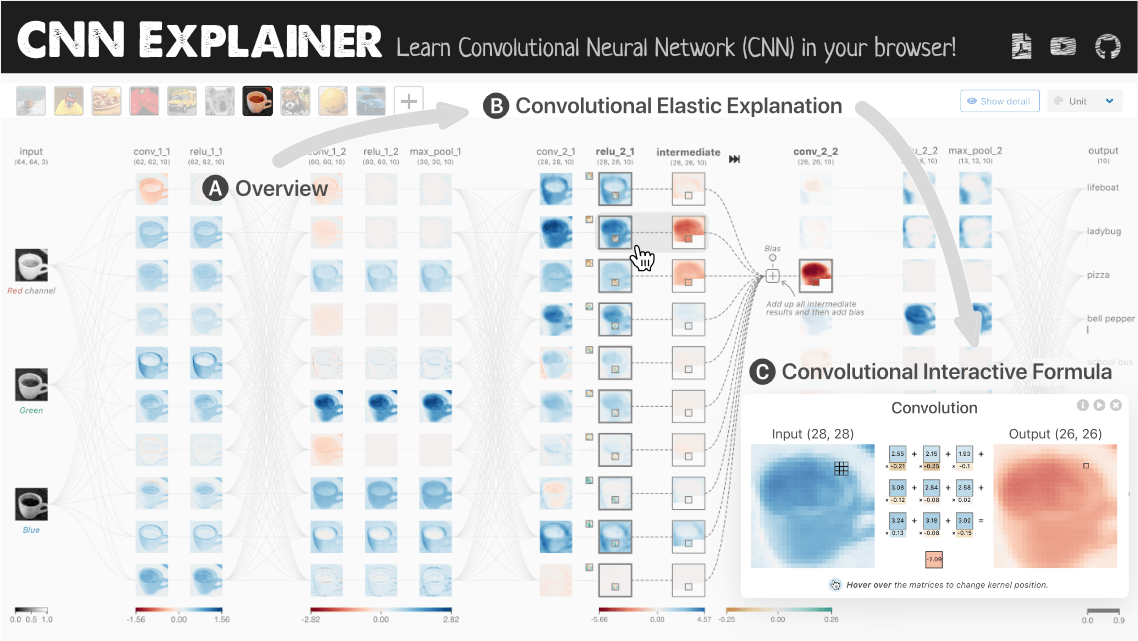 CNN EXPLAINER Learn Convolutional Neural Network (CNN) in your browser!
B Convolutional Elastic Explanation
Show detail
Unit
input
(64, 64, 3)
conv_1_1
(62, 62, 10)
relu_1_1
(62, 62, 10)
conv_1_2
(60, 60, 10)
relu_1_2
(60, 60, 10)
max_pool_1
(30, 30, 10)
conv_2_1
(28, 28, 10)
relu_2_1
(28, 28, 10)
intermediate
(26, 26, 10)
conv_2_2
(26, 26, 10)
max_pool_2
(13, 13, 10)
output
(10)
A Overview
lifeboat
ladybug
pizza
bell pepper
school bus
Red channel
Green
Blue
Bias
Add up all intermediate
results and then add bias
C Convolutional Interactive Formula
Convolution
Input (28, 28)
Output (26, 26)
2.55 + 2.15 + 1.93 +
× -0.21 × -0.25 × -0.1
3.08 + 2.84 + 2.58 +
× -0.12 × -0.08 × 0.02
3.24 + 3.18 + 3.02 =
× 0.13 × -0.08 × -0.15
-2.09
Hover over the matrices to change kernel position.
0.0 0.5 1.0
-1.56 0.00 1.56
-2.82 0.00 2.82
-5.66 0.00 4.57
-0.25 0.00 0.26
0.0 0.9